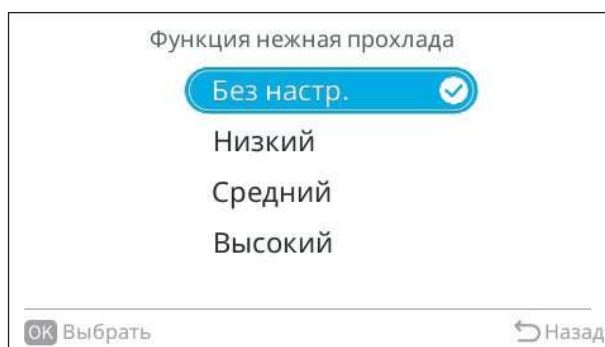 Функция нежная прохлада
Без настр.
Низкий
Средний
Высокий
OK Выбрать
Назад